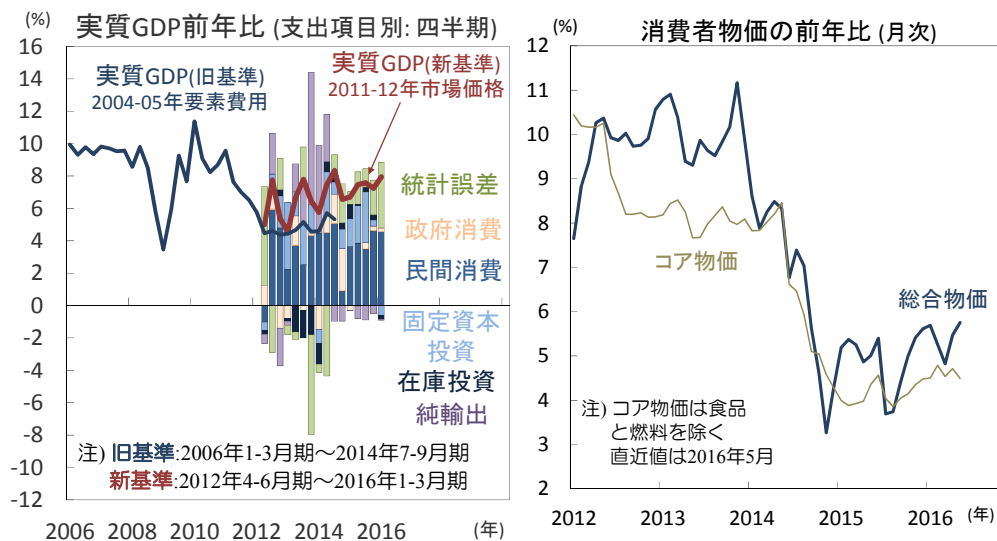 実質GDP前年比 (支出項目別: 四半期)
(%)
16
14
12
10
8
6
4
2
0
-2
-4
-6
-8
-10
-12
実質GDP(旧基準)
2004-05年要素費用
実質GDP(新基準)
2011-12年市場価格
統計誤差
政府消費
民間消費
固定資本
投資
在庫投資
純輸出
注) 旧基準:2006年1-3月期～2014年7-9月期
新基準:2012年4-6月期～2016年1-3月期
2006 2008 2010 2012 2014 2016 (年)
消費者物価の前年比 (月次)
(%)
12
11
10
9
8
7
6
5
4
3
2
コア物価
総合物価
注) コア物価は食品
と燃料を除く
直近値は2016年5月
2012 2013 2014 2015 2016 (年)